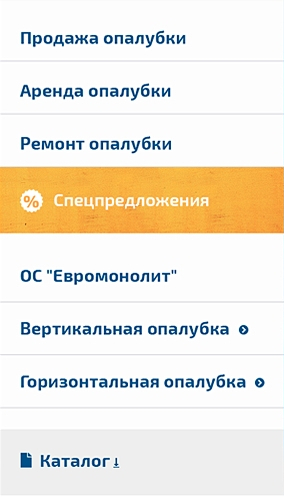 Продажа опалубки
Аренда опалубки
Ремонт опалубки
% Спецпредложения
ОС "Евромонолит"
Вертикальная опалубка
Горизонтальная опалубка
Каталог